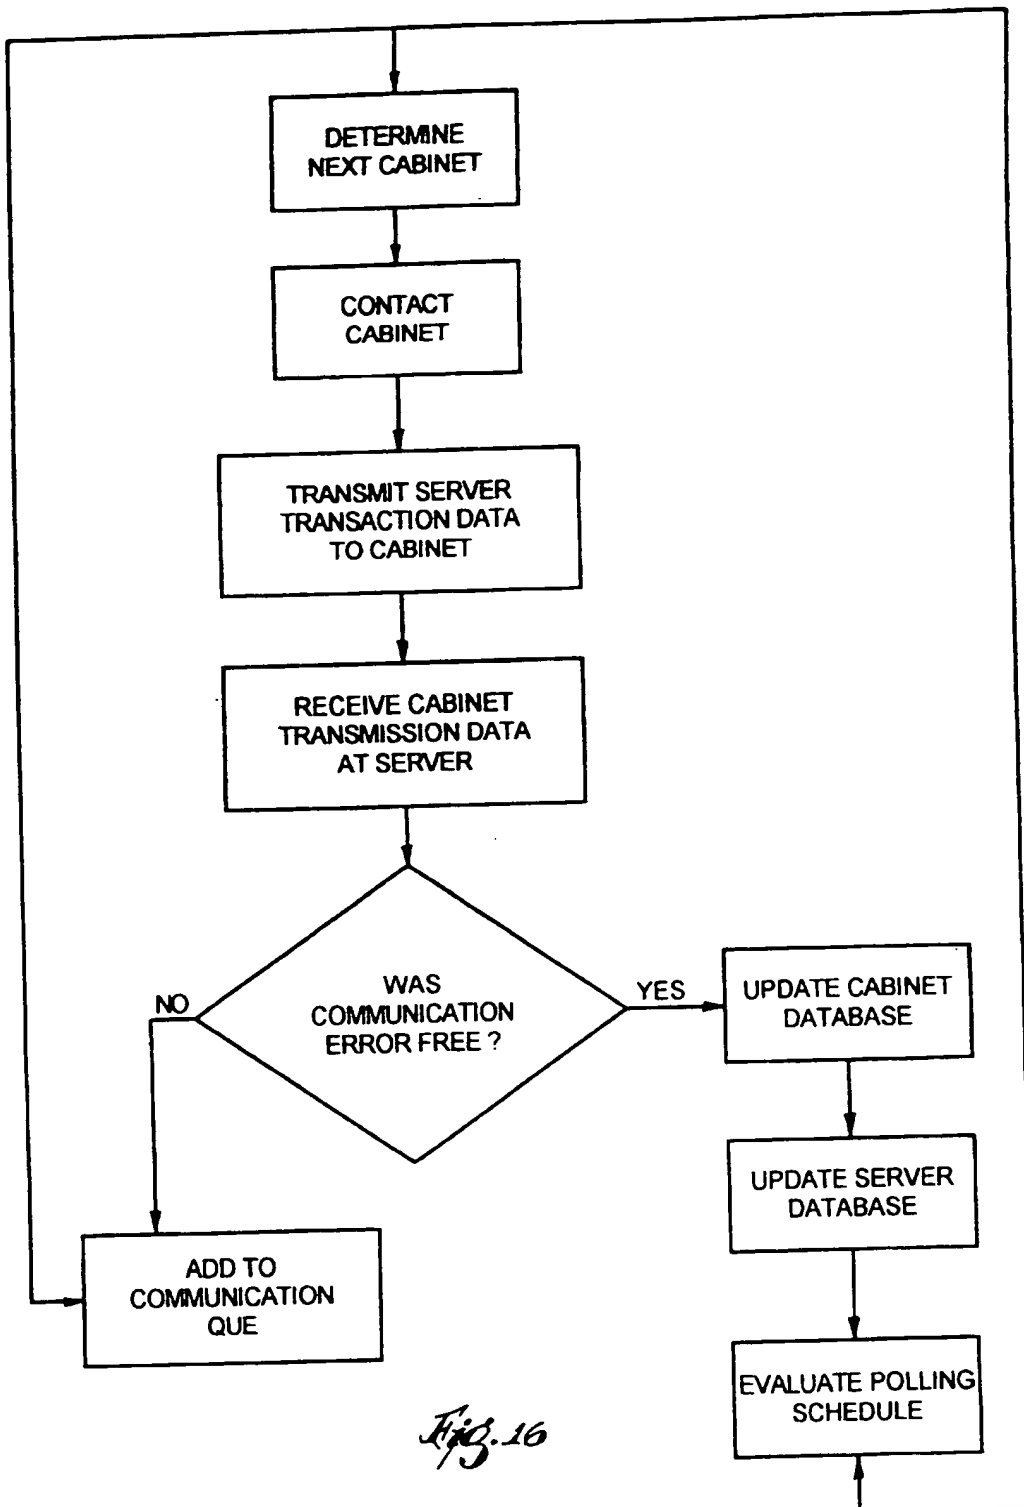 DETERMINE
NEXT CABINET
CONTACT
CABINET
TRANSMIT SERVER
TRANSACTION DATA
TO CABINET
RECEIVE CABINET
TRANSMISSION DATA
AT SERVER
WAS
COMMUNICATION
ERROR FREE ?
NO
YES
UPDATE CABINET
DATABASE
UPDATE SERVER
DATABASE
ADD TO
COMMUNICATION
QUE
EVALUATE POLLING
SCHEDULE
Fig. 16